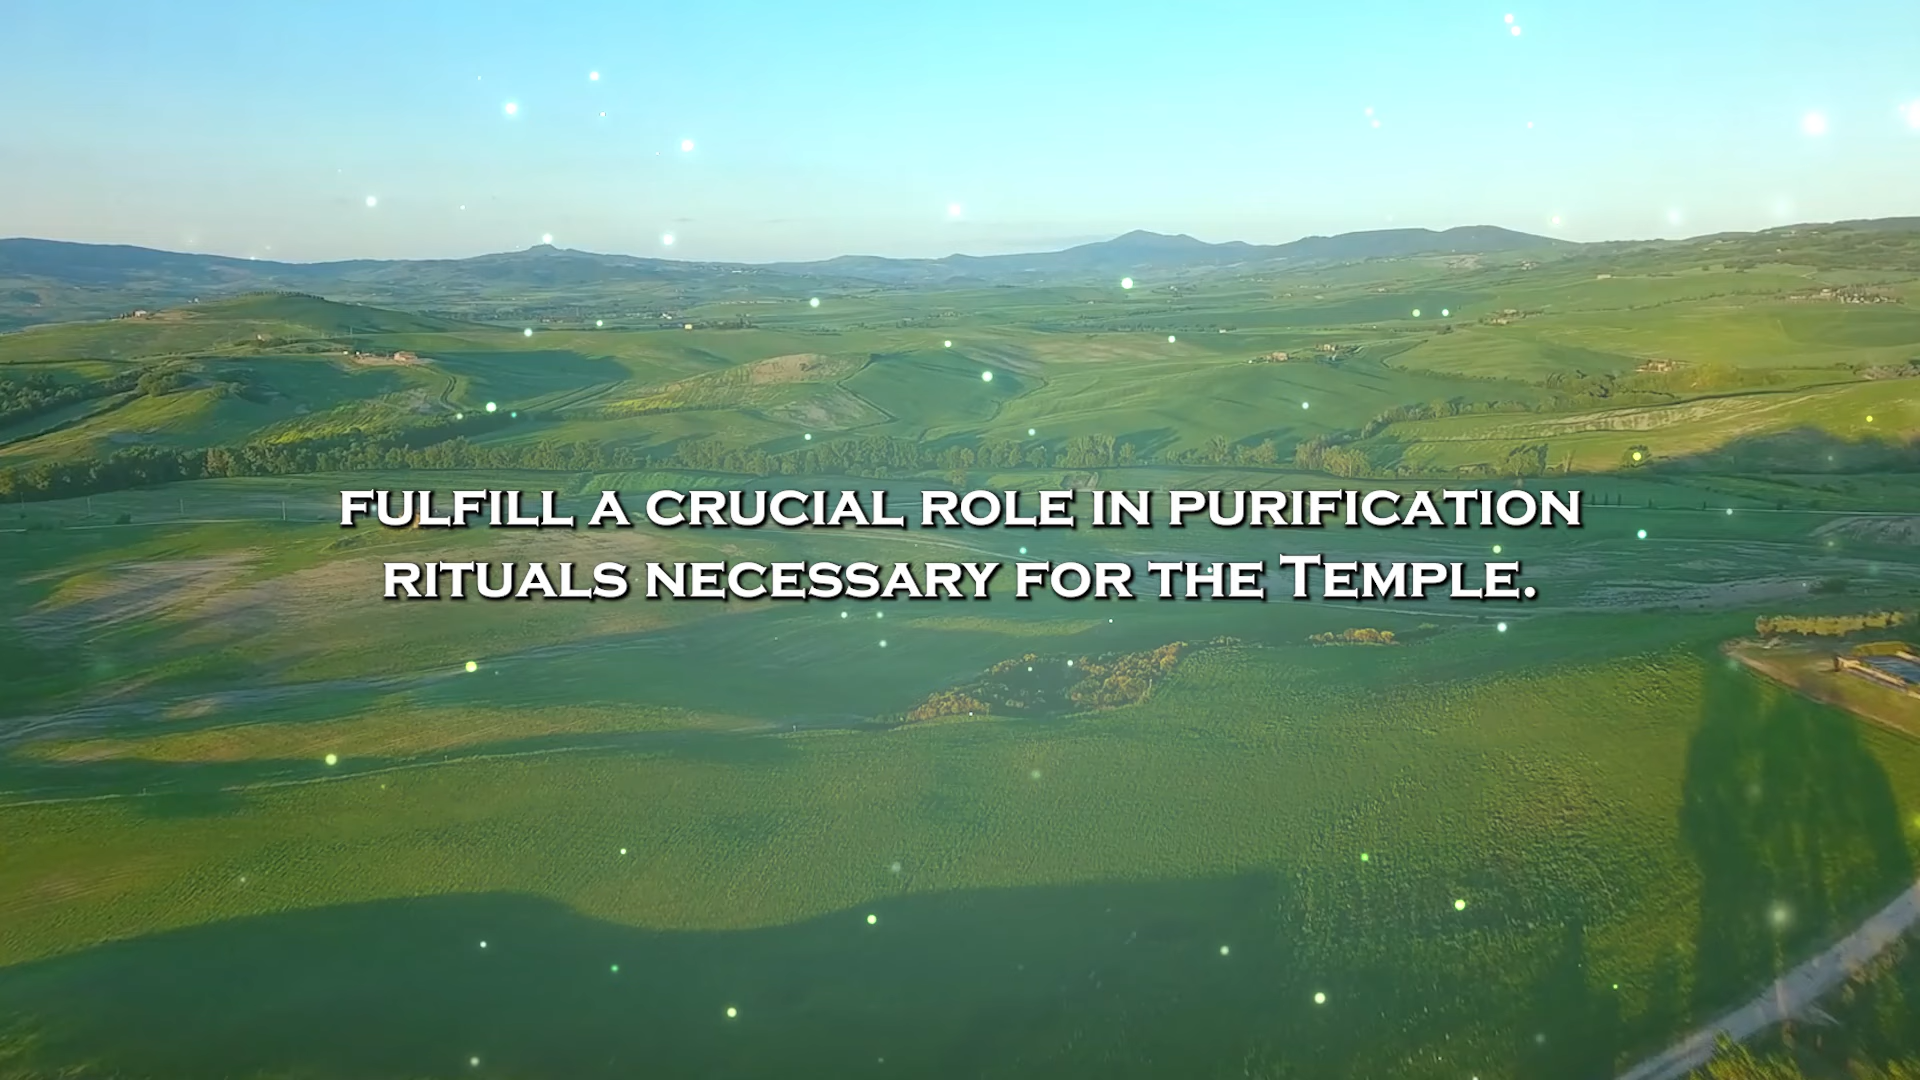 FULFILL A CRUCIAL ROLE IN PURIFICATION
RITUALS NECESSARY FOR THE TEMPLE.